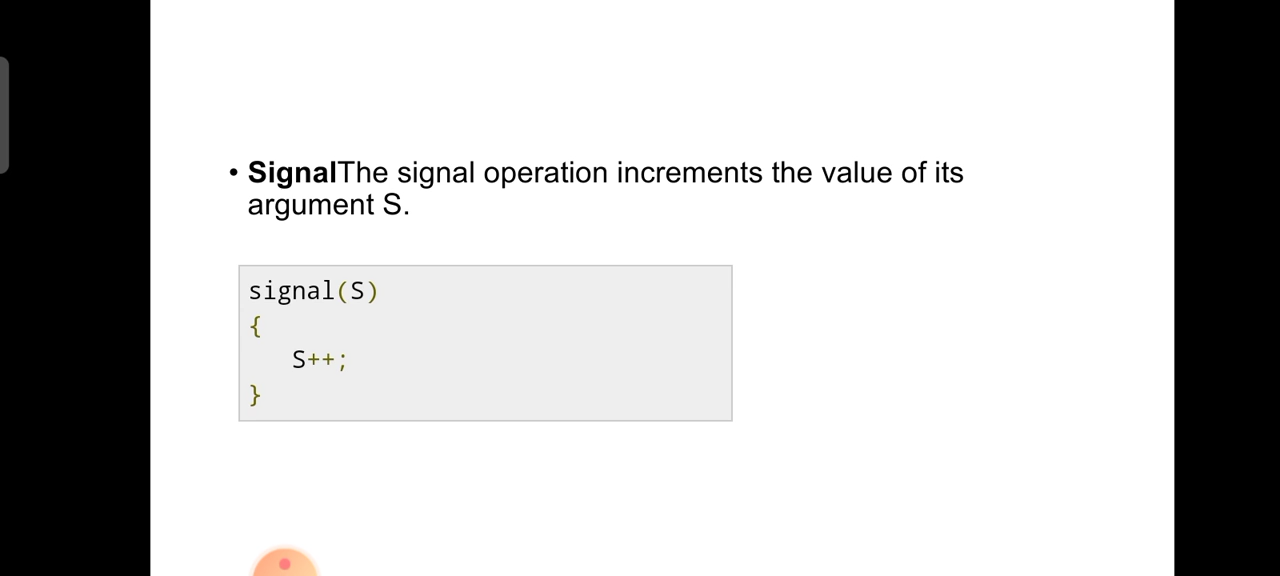 • SignalThe signal operation increments the value of its
argument S.
signal(S)
{
   S++;
}